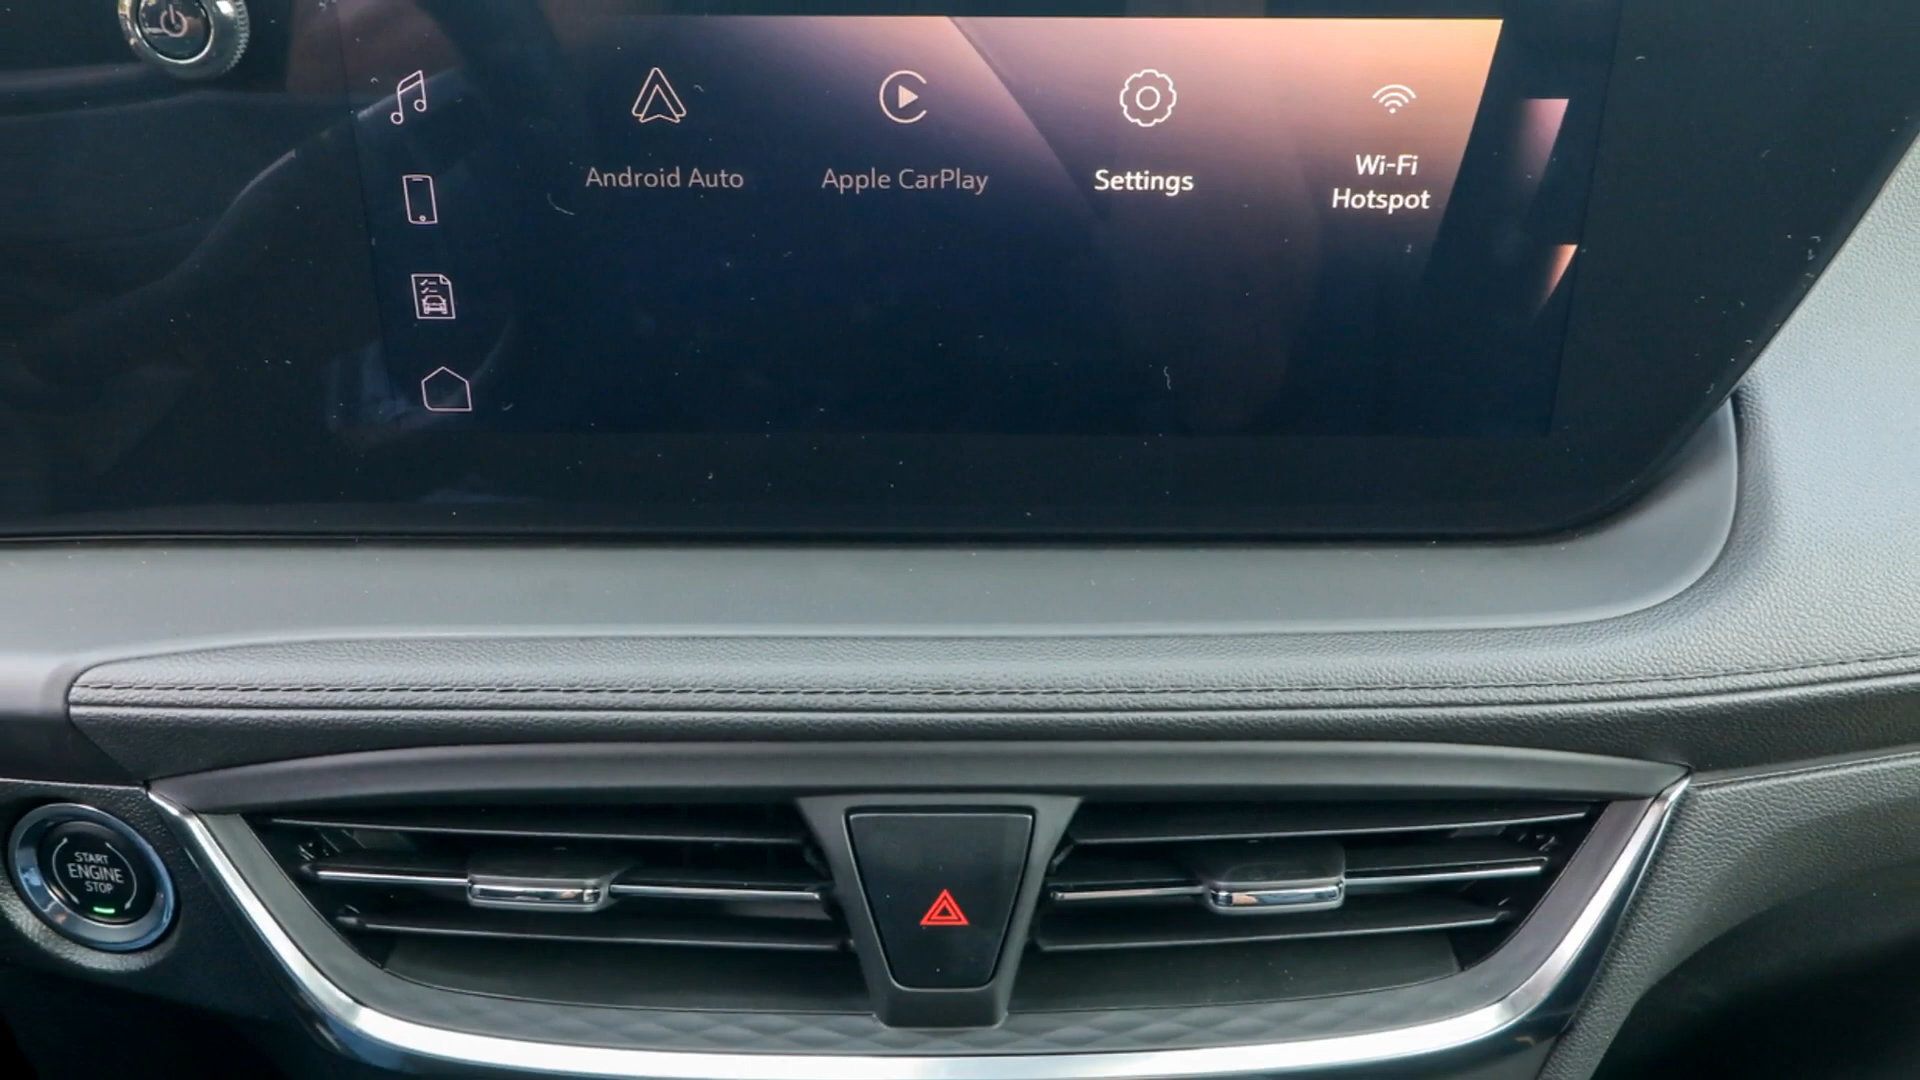 Android Auto
Apple CarPlay
Settings
Wi-Fi
Hotspot
START
ENGINE
STOP